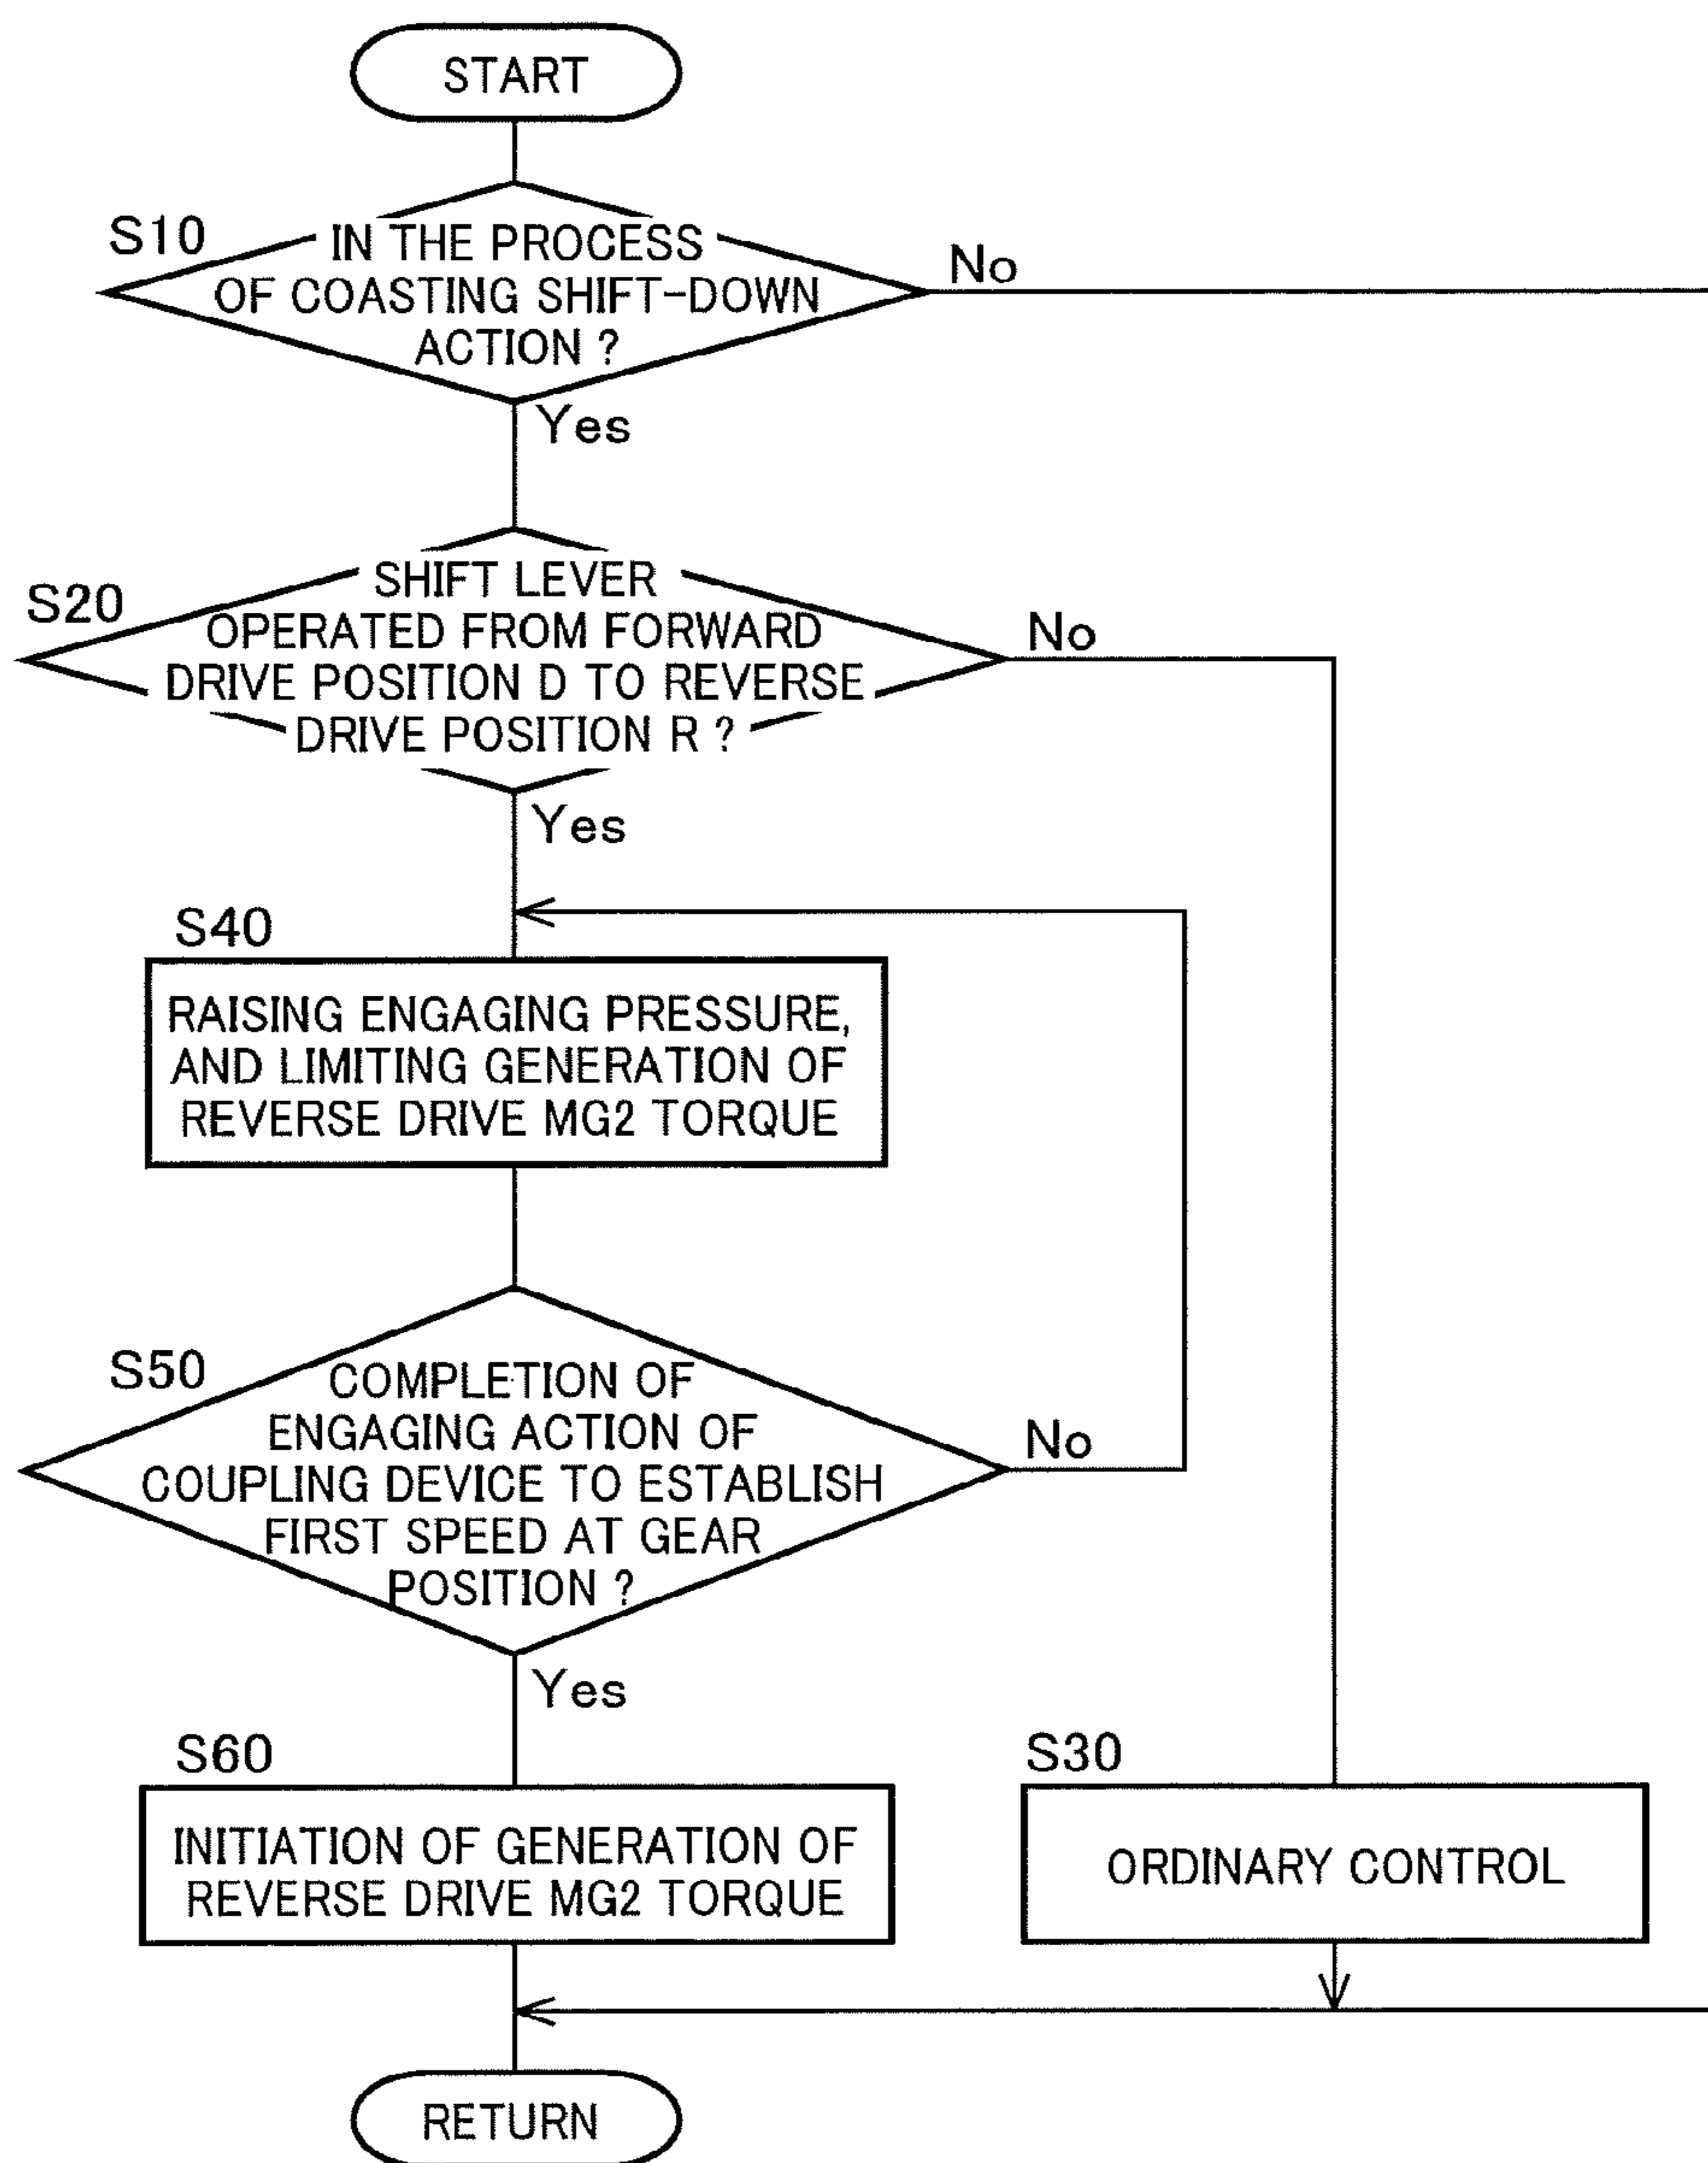 START
S10
IN THE PROCESS
OF COASTING SHIFT-DOWN
ACTION ?
No
Yes
S20
SHIFT LEVER
OPERATED FROM FORWARD
DRIVE POSITION D TO REVERSE
DRIVE POSITION R ?
No
Yes
S40
RAISING ENGAGING PRESSURE,
AND LIMITING GENERATION OF
REVERSE DRIVE MG2 TORQUE
S50
COMPLETION OF
ENGAGING ACTION OF
COUPLING DEVICE TO ESTABLISH
FIRST SPEED AT GEAR
POSITION ?
No
Yes
S60
INITIATION OF GENERATION OF
REVERSE DRIVE MG2 TORQUE
S30
ORDINARY CONTROL
RETURN